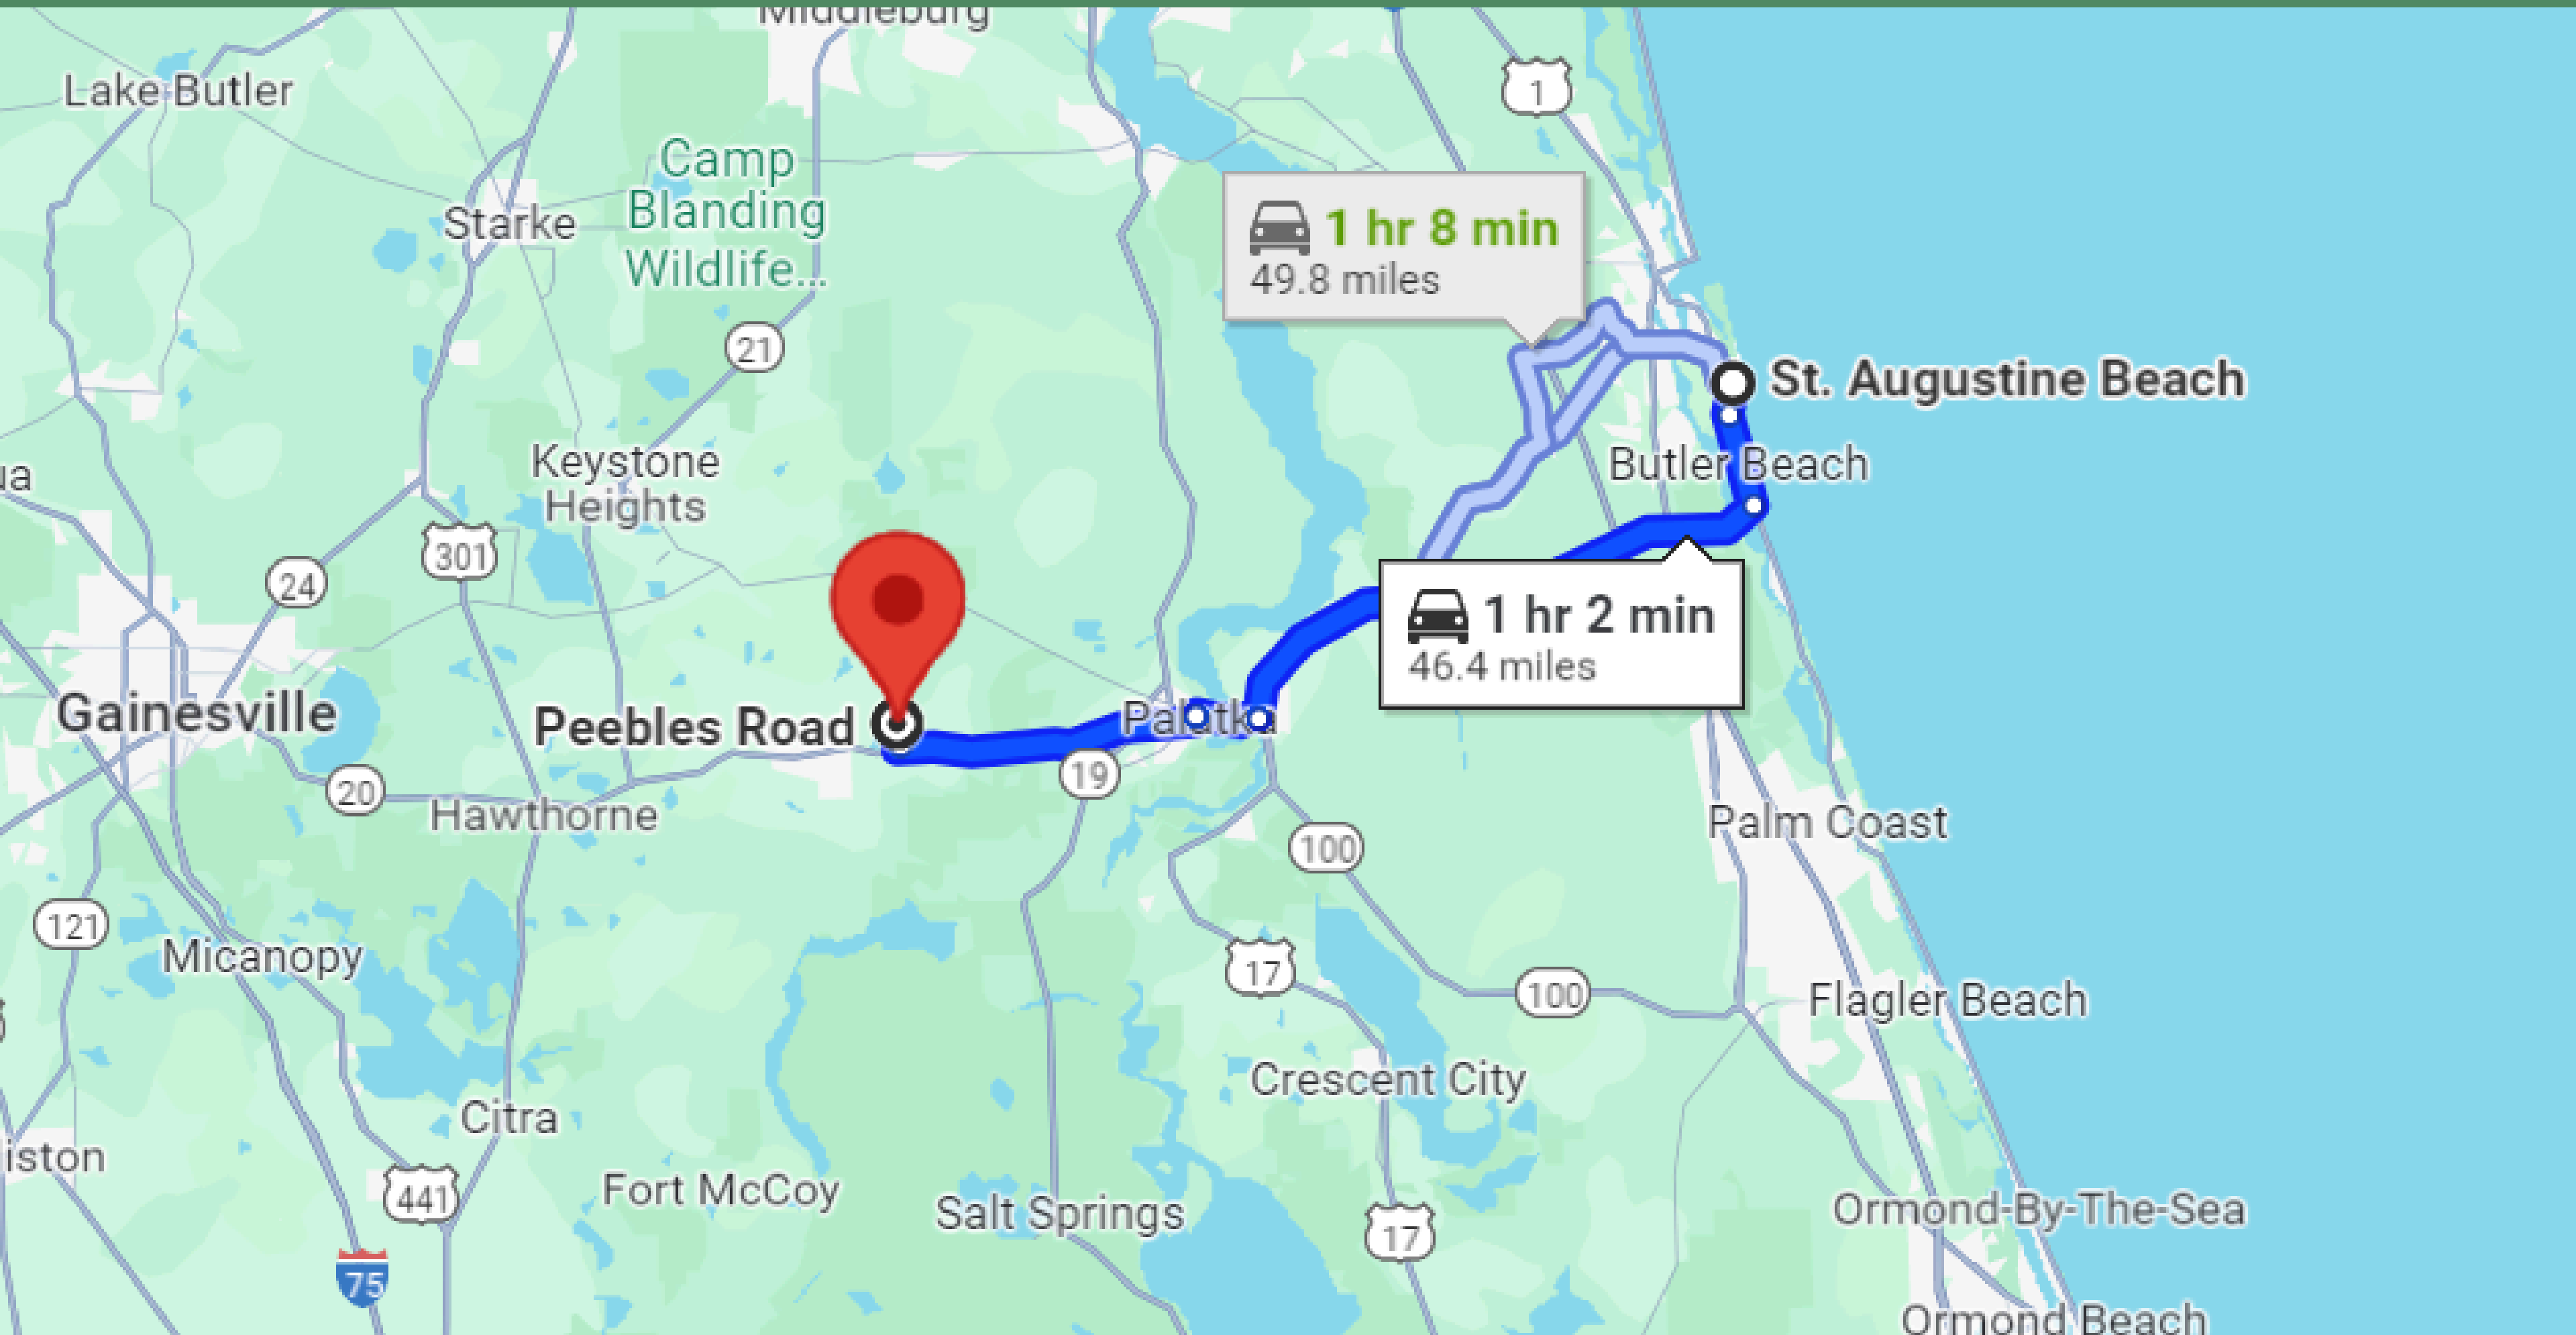 Middleburg
Lake Butler
1
Camp
Blanding
Wildlife...
Starke
1 hr 8 min
49.8 miles
21
St. Augustine Beach
Keystone
Heights
Butler Beach
301
24
1 hr 2 min
46.4 miles
Gainesville
Peebles Road
Palatka
19
20
Hawthorne
Palm Coast
100
121
Micanopy
17
100
Flagler Beach
Crescent City
Citra
441
Fort McCoy
Salt Springs
17
Ormond-By-The-Sea
75
Ormond Beach